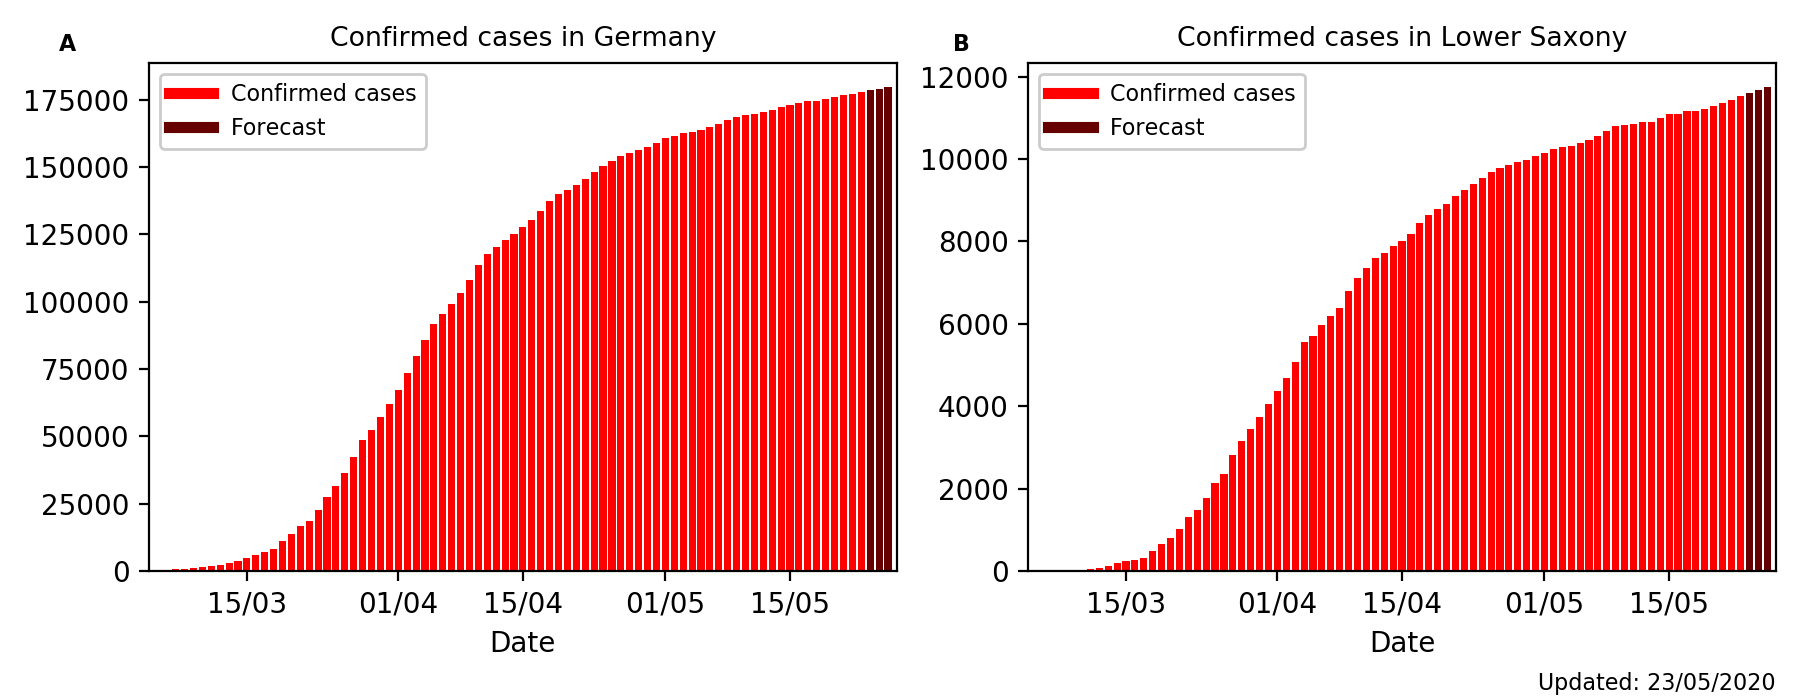 A
Confirmed cases in Germany
Confirmed cases
Forecast
175000
150000
125000
100000
75000
50000
25000
0
15/03 01/04 15/04 01/05 15/05
Date
B
Confirmed cases in Lower Saxony
Confirmed cases
Forecast
12000
10000
8000
6000
4000
2000
0
15/03 01/04 15/04 01/05 15/05
Date
Updated: 23/05/2020